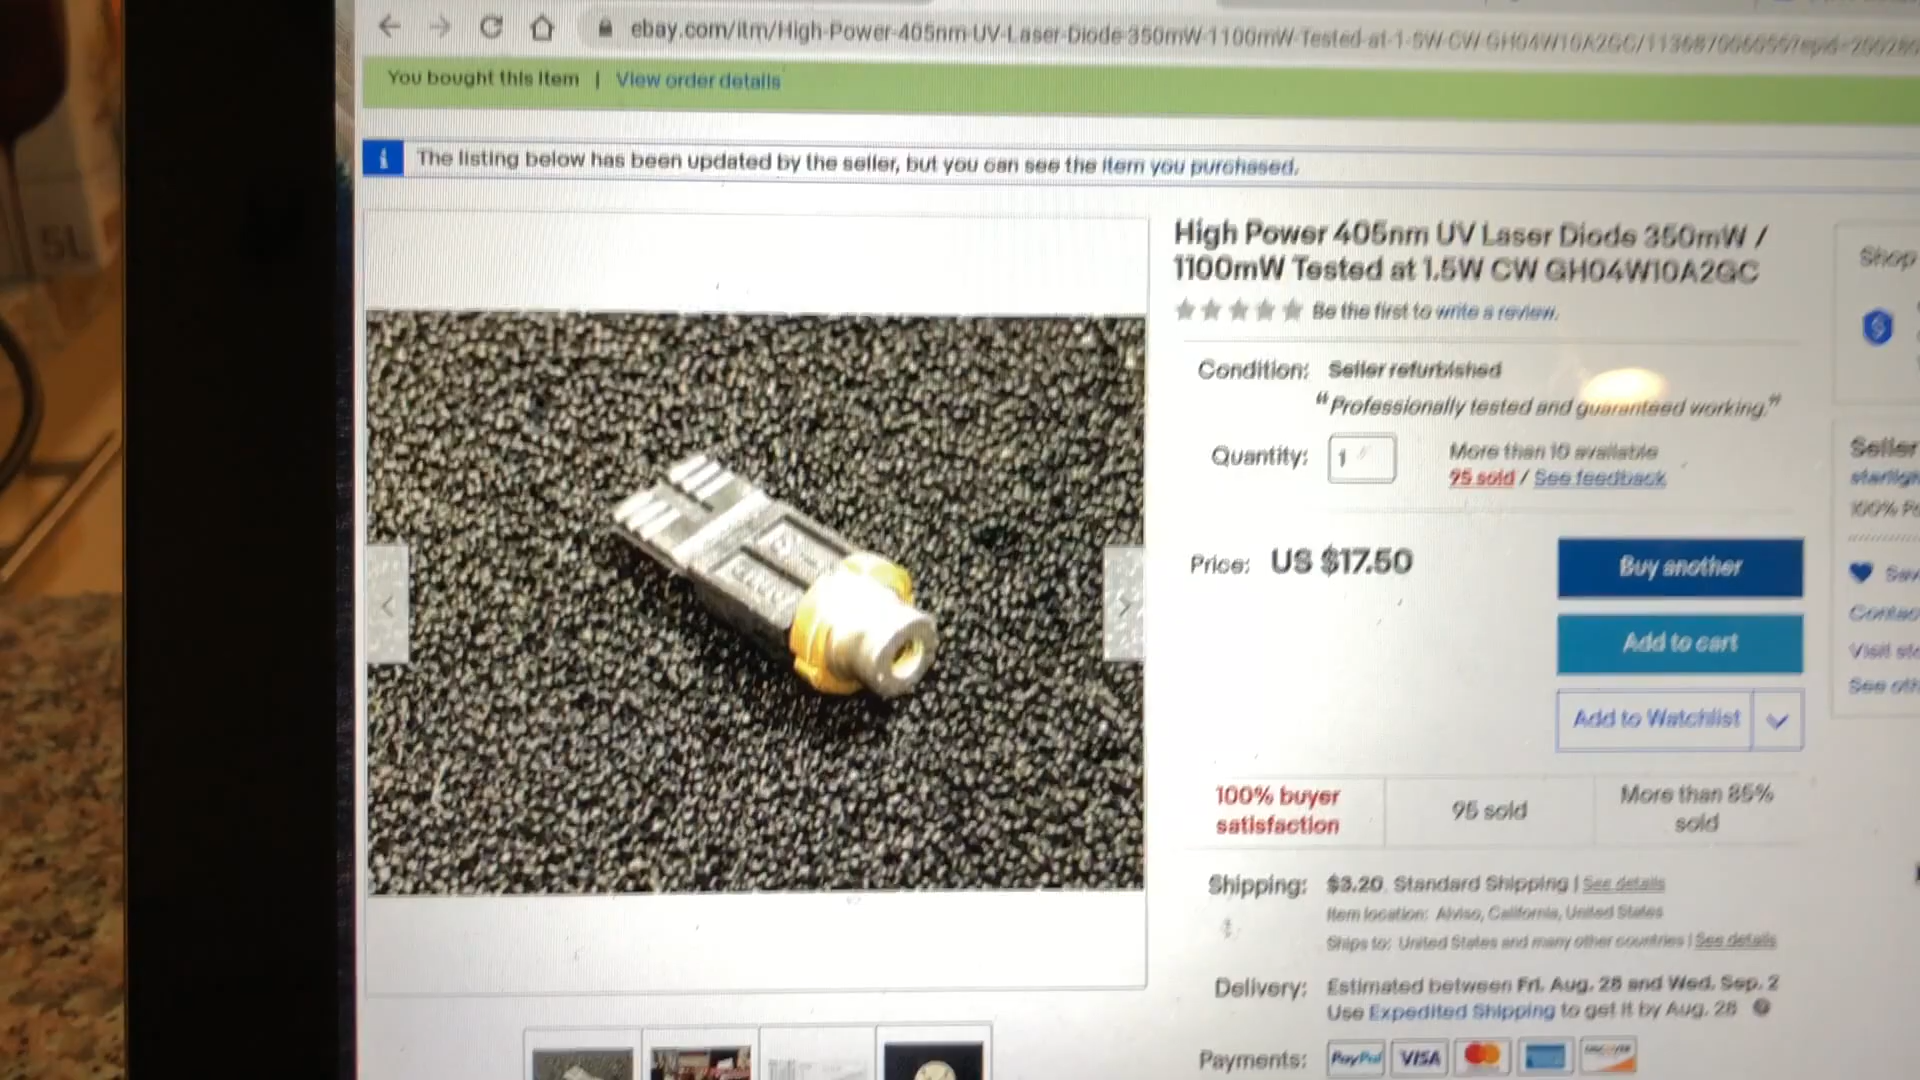 5L
ebay.com/itm/High-Power-405nm-UV-Laser-Diode-350mW-1100mW-Tested-at-1-5W-CW-GH04W10A2GC/
You bought this item | View order details
i The listing below has been updated by the seller, but you can see the item you purchased.
High Power 405nm UV Laser Diode 350mW /
1100mW Tested at 1.5W CW GH04W10A2GC
Be the first to write a review.
Condition: Seller refurbished
“Professionally tested and guaranteed working.”
Quantity: 1 More than 10 available
95 sold / See feedback
Price: US $17.50
Buy another
Add to cart
Add to Watchlist
100% buyer satisfaction
95 sold
More than 85% sold
Shipping: $3.20 Standard Shipping | See details
Item location: Alviso, California, United States
Ships to: United States and many other countries | See details
Delivery: Estimated between Fri. Aug. 28 and Wed. Sep. 2
Use Expedited Shipping to get it by Aug. 28
Payments: PayPal VISA
Shop
Seller
100%